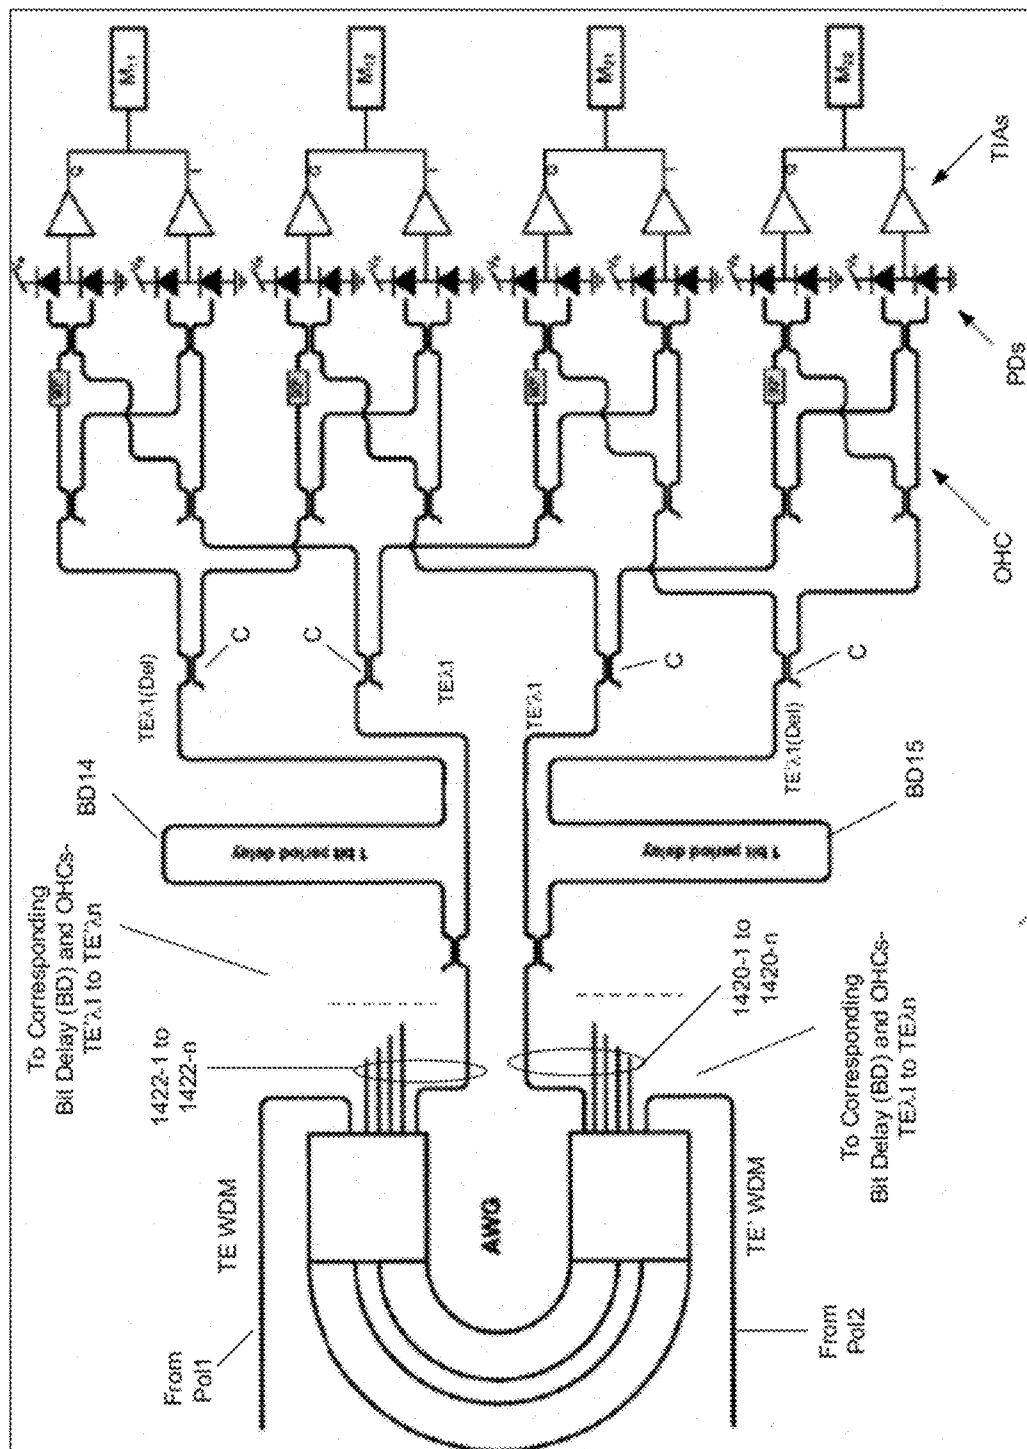 M11
M12
M21
M22
Q
I
Q
I
Q
I
Q
I
TIAs
PDs
OHC
C
C
C
C
TEλ1(Del)
TEλ1
TE'λ1
TE'λ1(Del)
BD14
1 bit period delay
1 bit period delay
BD15
To Corresponding
Bit Delay (BD) and OHCs-
TE'λ1 to TE'λn
1422-1 to
1422-n
1420-1 to
1420-n
To Corresponding
Bit Delay (BD) and OHCs-
TEλ1 to TEλn
TE WDM
AWG
TE' WDM
From
Pol1
From
Pol2